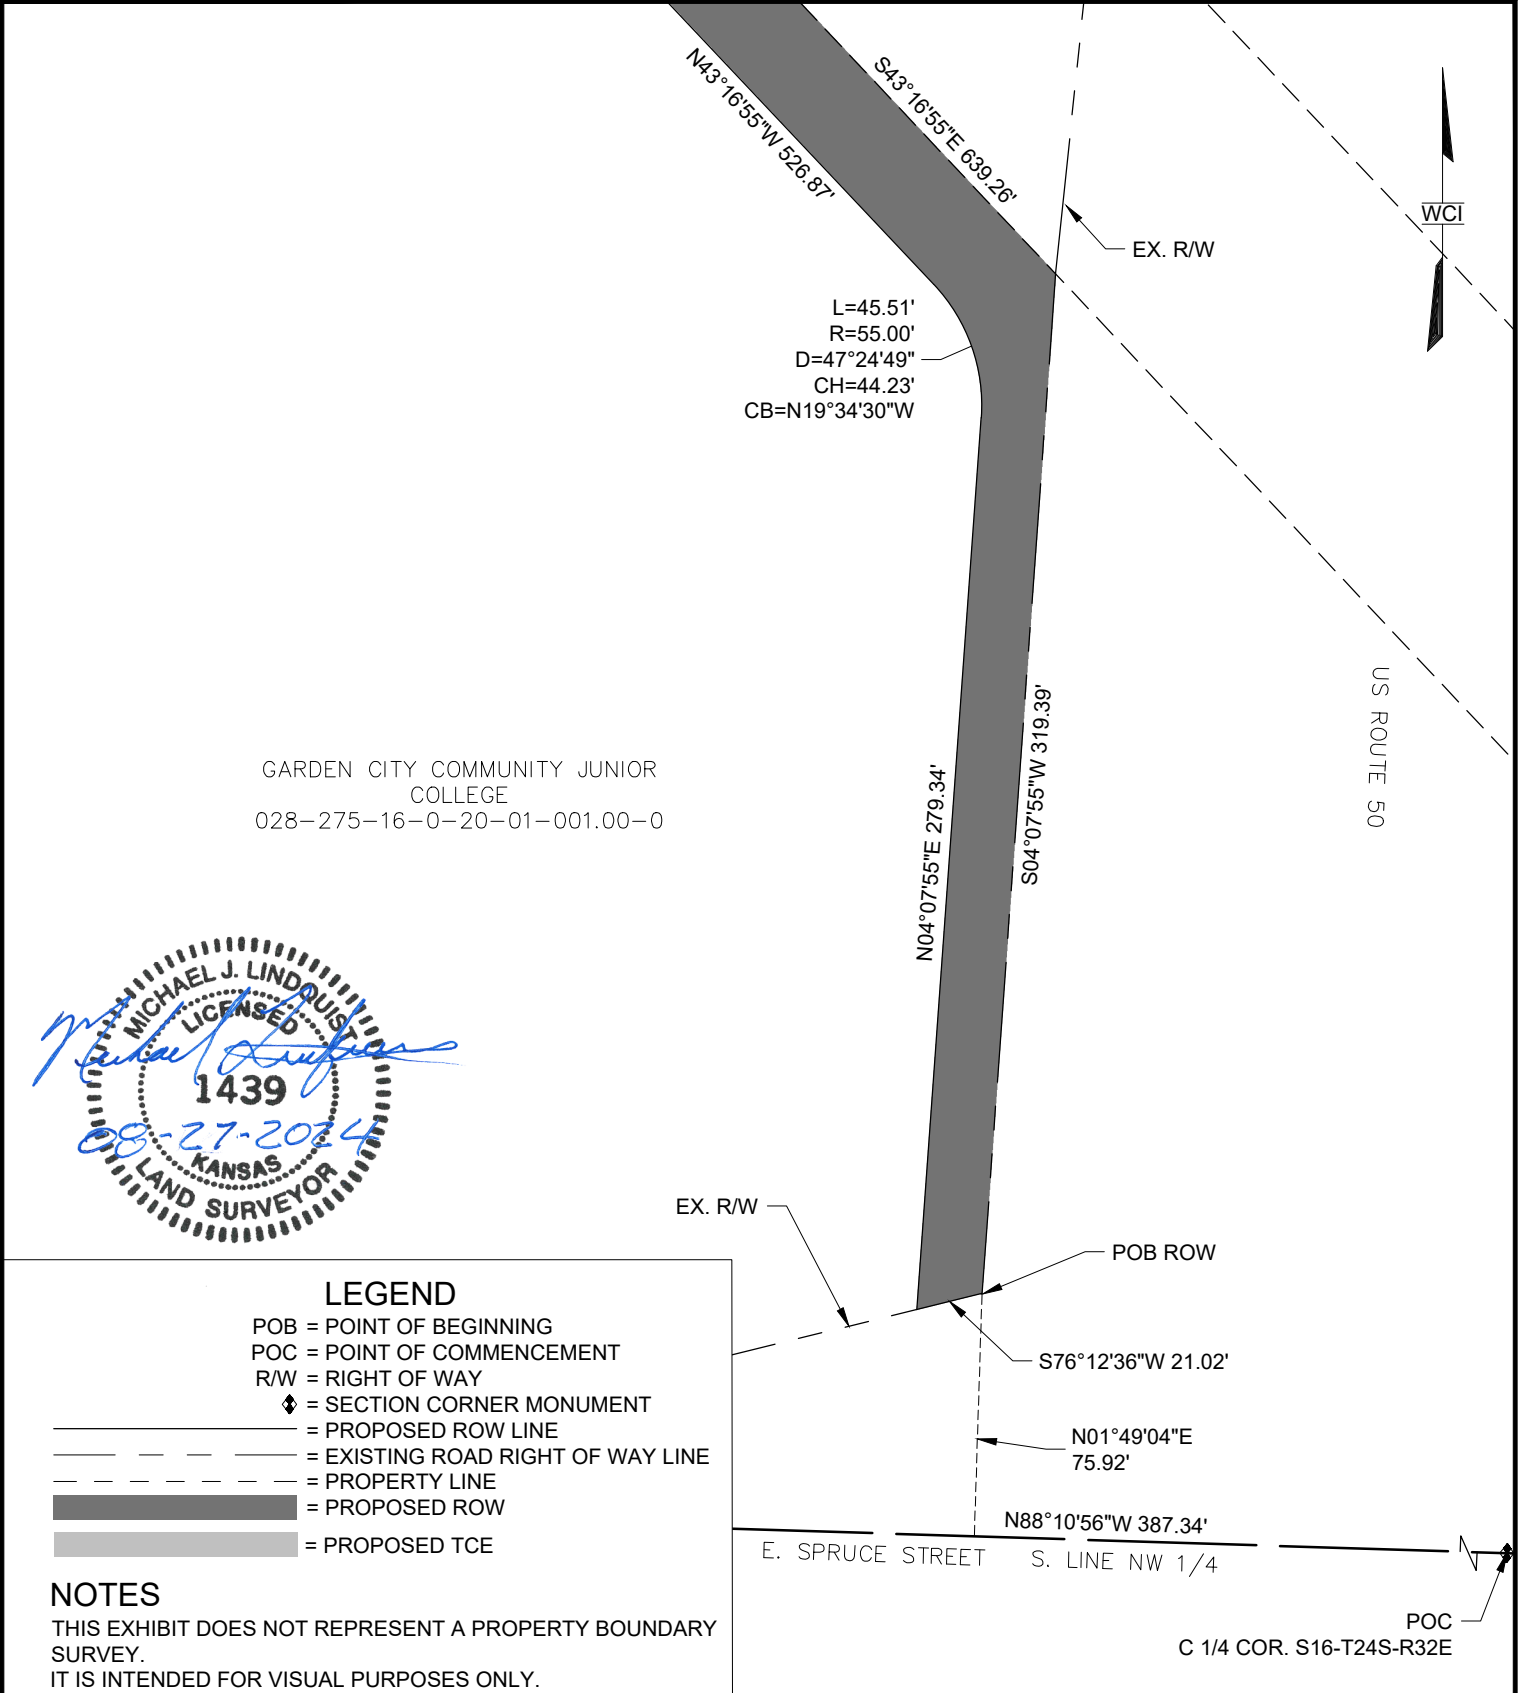 N43°16'55"W 526.87'
S43°16'55"E 639.26'
WCI
EX. R/W
L=45.51'
R=55.00'
D=47°24'49"
CH=44.23'
CB=N19°34'30"W
US ROUTE 50
S04°07'55"W 319.39'
N04°07'55"E 279.34'
GARDEN CITY COMMUNITY JUNIOR
COLLEGE
028-275-16-0-20-01-001.00-0
MICHAEL J. LINDQUIST
LICENSED
1439
08-27-2024
KANSAS
LAND SURVEYOR
EX. R/W
POB ROW
S76°12'36"W 21.02'
N01°49'04"E
75.92'
N88°10'56"W 387.34'
E. SPRUCE STREET S. LINE NW 1/4
POC
C 1/4 COR. S16-T24S-R32E
LEGEND
POB = POINT OF BEGINNING
POC = POINT OF COMMENCEMENT
R/W = RIGHT OF WAY
= SECTION CORNER MONUMENT
= PROPOSED ROW LINE
= EXISTING ROAD RIGHT OF WAY LINE
= PROPERTY LINE
= PROPOSED ROW
= PROPOSED TCE
NOTES
THIS EXHIBIT DOES NOT REPRESENT A PROPERTY BOUNDARY
SURVEY.
IT IS INTENDED FOR VISUAL PURPOSES ONLY.